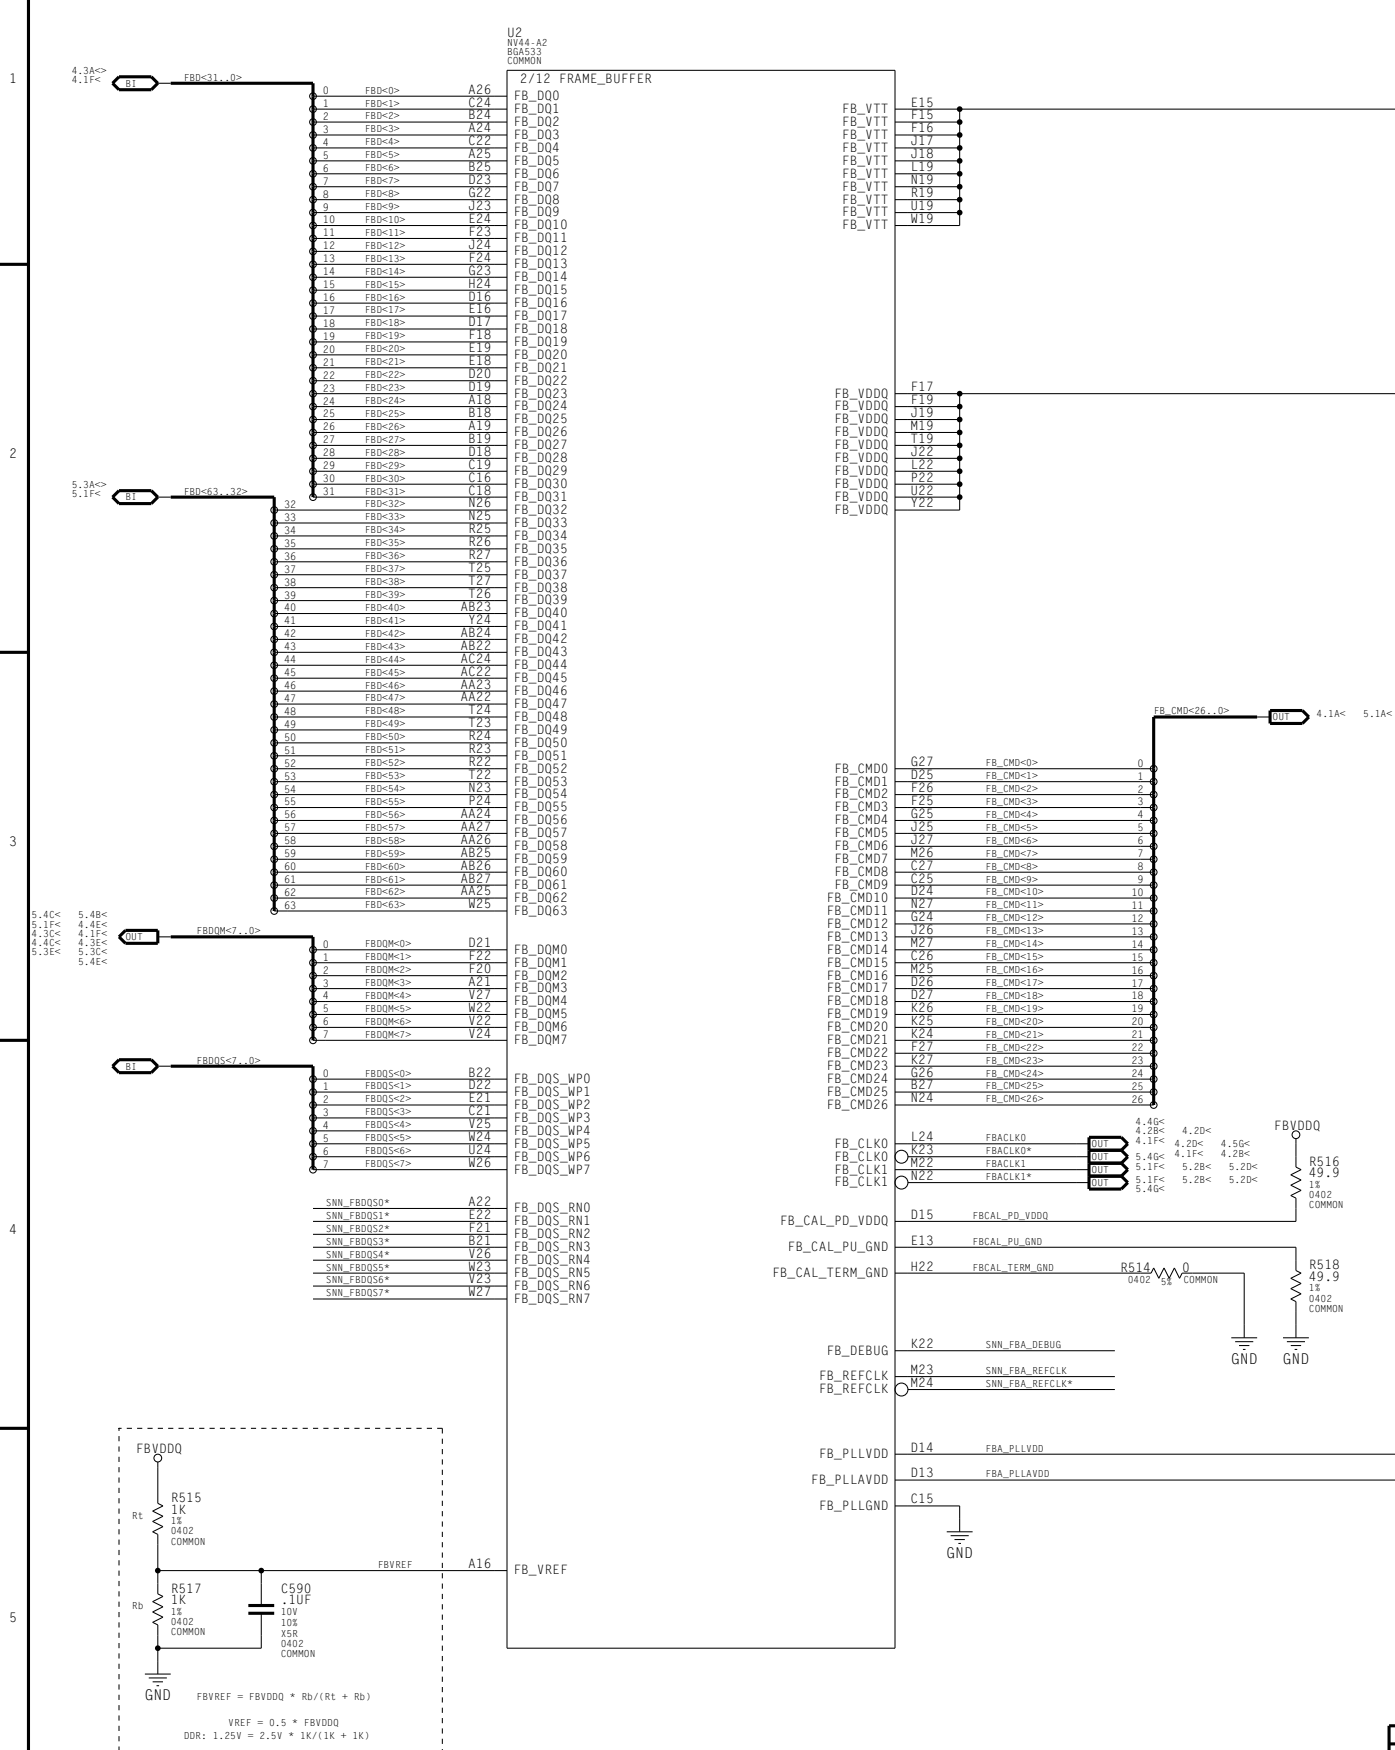 U2
NV44-A2
BGA533
COMMON
2/12 FRAME_BUFFER
1
4.3A<>
4.1F<
BI
FBD<31..0>
0 FBD<0> A26 FB_DQ0
1 FBD<1> C24 FB_DQ1
2 FBD<2> B24 FB_DQ2
3 FBD<3> A24 FB_DQ3
4 FBD<4> C22 FB_DQ4
5 FBD<5> A25 FB_DQ5
6 FBD<6> B25 FB_DQ6
7 FBD<7> D23 FB_DQ7
8 FBD<8> G22 FB_DQ8
9 FBD<9> J23 FB_DQ9
10 FBD<10> E24 FB_DQ10
11 FBD<11> F23 FB_DQ11
12 FBD<12> J24 FB_DQ12
13 FBD<13> F24 FB_DQ13
14 FBD<14> G23 FB_DQ14
15 FBD<15> H24 FB_DQ15
16 FBD<16> D16 FB_DQ16
17 FBD<17> E16 FB_DQ17
18 FBD<18> D17 FB_DQ18
19 FBD<19> F18 FB_DQ19
20 FBD<20> E19 FB_DQ20
21 FBD<21> E18 FB_DQ21
22 FBD<22> D20 FB_DQ22
23 FBD<23> D19 FB_DQ23
24 FBD<24> A18 FB_DQ24
25 FBD<25> B18 FB_DQ25
26 FBD<26> A19 FB_DQ26
27 FBD<27> B19 FB_DQ27
28 FBD<28> D18 FB_DQ28
29 FBD<29> C19 FB_DQ29
30 FBD<30> C16 FB_DQ30
31 FBD<31> C18 FB_DQ31
2
5.3A<>
5.1F<
BI
FBD<63..32>
32 FBD<32> N26 FB_DQ32
33 FBD<33> N25 FB_DQ33
34 FBD<34> R25 FB_DQ34
35 FBD<35> R26 FB_DQ35
36 FBD<36> R27 FB_DQ36
37 FBD<37> T25 FB_DQ37
38 FBD<38> T27 FB_DQ38
39 FBD<39> T26 FB_DQ39
40 FBD<40> AB23 FB_DQ40
41 FBD<41> Y24 FB_DQ41
42 FBD<42> AB24 FB_DQ42
43 FBD<43> AB22 FB_DQ43
44 FBD<44> AC24 FB_DQ44
45 FBD<45> AC22 FB_DQ45
46 FBD<46> AA23 FB_DQ46
47 FBD<47> AA22 FB_DQ47
48 FBD<48> T24 FB_DQ48
49 FBD<49> T23 FB_DQ49
50 FBD<50> R24 FB_DQ50
51 FBD<51> R23 FB_DQ51
52 FBD<52> R22 FB_DQ52
53 FBD<53> T22 FB_DQ53
54 FBD<54> N23 FB_DQ54
55 FBD<55> P24 FB_DQ55
56 FBD<56> AA24 FB_DQ56
57 FBD<57> AA27 FB_DQ57
58 FBD<58> AA26 FB_DQ58
59 FBD<59> AB25 FB_DQ59
60 FBD<60> AB26 FB_DQ60
61 FBD<61> AB27 FB_DQ61
62 FBD<62> AA25 FB_DQ62
63 FBD<63> W25 FB_DQ63
3
5.4C< 5.4B<
5.1F< 4.4E<
4.3C< 4.1F<
4.4C< 4.3E<
5.3E< 5.3C<
5.4E<
OUT
FBDQM<7..0>
0 FBDQM<0> D21 FB_DQM0
1 FBDQM<1> F22 FB_DQM1
2 FBDQM<2> F20 FB_DQM2
3 FBDQM<3> A21 FB_DQM3
4 FBDQM<4> V27 FB_DQM4
5 FBDQM<5> W22 FB_DQM5
6 FBDQM<6> V22 FB_DQM6
7 FBDQM<7> V24 FB_DQM7
BI
FBDQS<7..0>
0 FBDQS<0> B22 FB_DQS_WP0
1 FBDQS<1> D22 FB_DQS_WP1
2 FBDQS<2> E21 FB_DQS_WP2
3 FBDQS<3> C21 FB_DQS_WP3
4 FBDQS<4> V25 FB_DQS_WP4
5 FBDQS<5> W24 FB_DQS_WP5
6 FBDQS<6> U24 FB_DQS_WP6
7 FBDQS<7> W26 FB_DQS_WP7
4
SNN_FBDQS0* A22 FB_DQS_RN0
SNN_FBDQS1* E22 FB_DQS_RN1
SNN_FBDQS2* F21 FB_DQS_RN2
SNN_FBDQS3* B21 FB_DQS_RN3
SNN_FBDQS4* V26 FB_DQS_RN4
SNN_FBDQS5* W23 FB_DQS_RN5
SNN_FBDQS6* V23 FB_DQS_RN6
SNN_FBDQS7* W27 FB_DQS_RN7
FB_VTT E15
FB_VTT F15
FB_VTT F16
FB_VTT J17
FB_VTT J18
FB_VTT L19
FB_VTT N19
FB_VTT R19
FB_VTT U19
FB_VTT W19
FB_VDDQ F17
FB_VDDQ F19
FB_VDDQ J19
FB_VDDQ M19
FB_VDDQ T19
FB_VDDQ J22
FB_VDDQ L22
FB_VDDQ P22
FB_VDDQ U22
FB_VDDQ Y22
FB_CMD<26..0>
OUT
4.1A< 5.1A<
FB_CMD0 G27 FB_CMD<0> 0
FB_CMD1 D25 FB_CMD<1> 1
FB_CMD2 F26 FB_CMD<2> 2
FB_CMD3 F25 FB_CMD<3> 3
FB_CMD4 G25 FB_CMD<4> 4
FB_CMD5 J25 FB_CMD<5> 5
FB_CMD6 J27 FB_CMD<6> 6
FB_CMD7 M26 FB_CMD<7> 7
FB_CMD8 C27 FB_CMD<8> 8
FB_CMD9 C25 FB_CMD<9> 9
FB_CMD10 D24 FB_CMD<10> 10
FB_CMD11 N27 FB_CMD<11> 11
FB_CMD12 G24 FB_CMD<12> 12
FB_CMD13 J26 FB_CMD<13> 13
FB_CMD14 M27 FB_CMD<14> 14
FB_CMD15 C26 FB_CMD<15> 15
FB_CMD16 M25 FB_CMD<16> 16
FB_CMD17 D26 FB_CMD<17> 17
FB_CMD18 D27 FB_CMD<18> 18
FB_CMD19 K26 FB_CMD<19> 19
FB_CMD20 K25 FB_CMD<20> 20
FB_CMD21 K24 FB_CMD<21> 21
FB_CMD22 F27 FB_CMD<22> 22
FB_CMD23 K27 FB_CMD<23> 23
FB_CMD24 G26 FB_CMD<24> 24
FB_CMD25 B27 FB_CMD<25> 25
FB_CMD26 N24 FB_CMD<26> 26
4.4G<
4.2B< 4.2D<
FB_CLK0 L24 FBACLK0 OUT 4.1F< 4.2D< 4.5G<
FB_CLK0 K23 FBACLK0* OUT 5.4G< 4.1F< 4.2B<
FB_CLK1 M22 FBACLK1 OUT 5.1F< 5.2B< 5.2D<
FB_CLK1 N22 FBACLK1* OUT 5.1F< 5.2B< 5.2D<
5.4G<
FBVDDQ
R516
49.9
1%
0402
COMMON
FB_CAL_PD_VDDQ D15 FBCAL_PD_VDDQ
FB_CAL_PU_GND E13 FBCAL_PU_GND
FB_CAL_TERM_GND H22 FBCAL_TERM_GND
R514 0
0402 5% COMMON
R518
49.9
1%
0402
COMMON
GND GND
FB_DEBUG K22 SNN_FBA_DEBUG
FB_REFCLK M23 SNN_FBA_REFCLK
FB_REFCLK M24 SNN_FBA_REFCLK*
FB_PLLVDD D14 FBA_PLLVDD
FB_PLLAVDD D13 FBA_PLLAVDD
FB_PLLGND C15
GND
FBVDDQ
Rt
R515
1K
1%
0402
COMMON
FBVREF A16 FB_VREF
5
Rb
R517
1K
1%
0402
COMMON
C590
.1UF
10V
10%
X5R
0402
COMMON
GND
FBVREF = FBVDDQ * Rb/(Rt + Rb)
VREF = 0.5 * FBVDDQ
DDR: 1.25V = 2.5V * 1K/(1K + 1K)